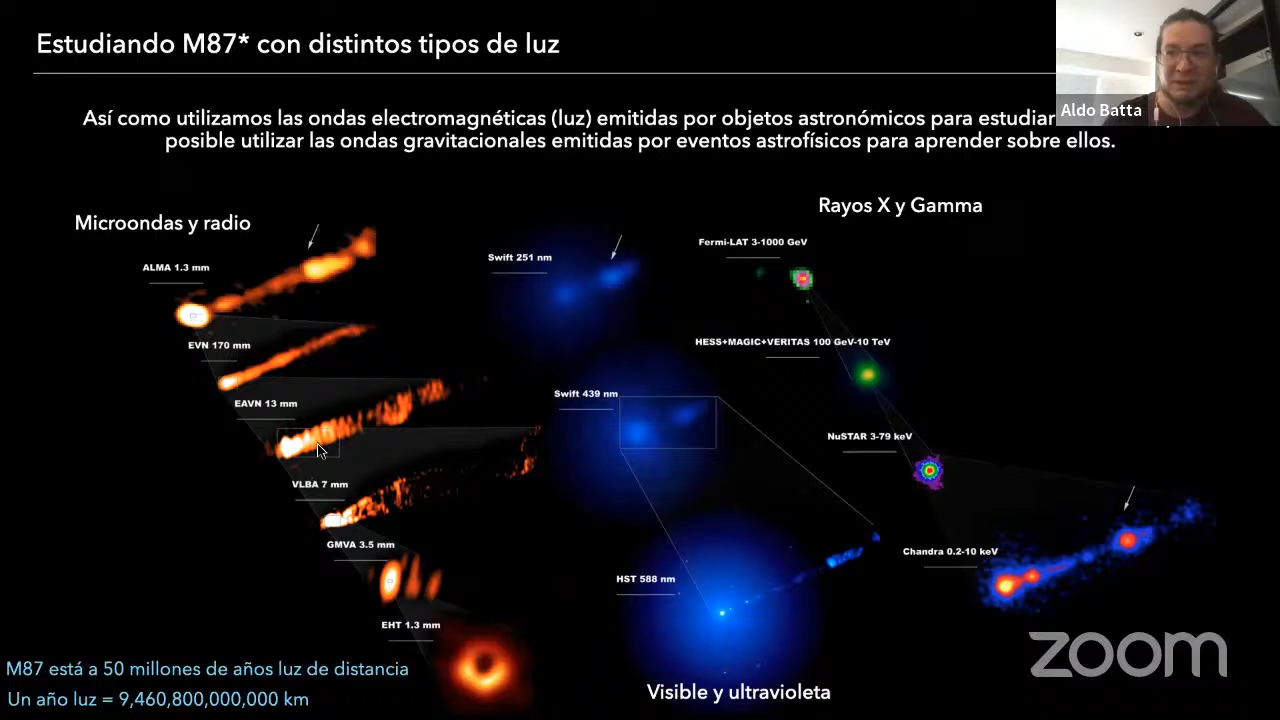 Estudiando M87* con distintos tipos de luz
Aldo Batta
Así como utilizamos las ondas electromagnéticas (luz) emitidas por objetos astronómicos para estudiar
posible utilizar las ondas gravitacionales emitidas por eventos astrofísicos para aprender sobre ellos.
Microondas y radio
ALMA 1.3 mm
EVN 170 mm
EAVN 13 mm
VLBA 7 mm
GMVA 3.5 mm
EHT 1.3 mm
Swift 251 nm
Swift 439 nm
HST 588 nm
Visible y ultravioleta
Rayos X y Gamma
Fermi-LAT 3-1000 GeV
HESS+MAGIC+VERITAS 100 GeV-10 TeV
NuSTAR 3-79 keV
Chandra 0.2-10 keV
M87 está a 50 millones de años luz de distancia
Un año luz = 9,460,800,000,000 km
zoom